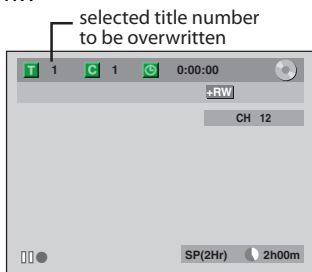 selected title number
to be overwritten
T 1 C 1 0:00:00
+RW
CH 12
SP(2Hr) 2h00m